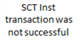 SCT Inst
transaction was
not successful